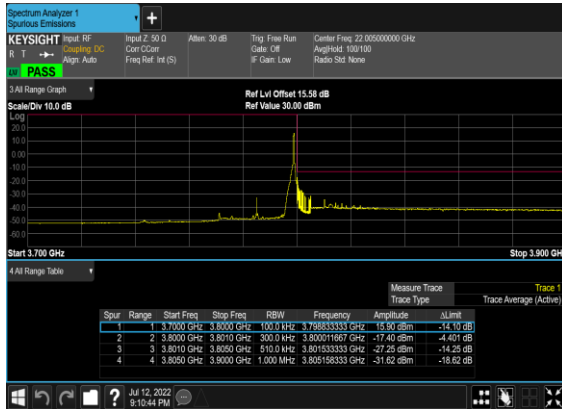 Spectrum Analyzer 1
Spurious Emissions
+
KEYSIGHT Input: RF Input Z: 50 Ω Atten: 30 dB Trig: Free Run Center Freq: 22.005000000 GHz
R T Coupling: DC Corr CCorr Gate: Off Avg|Hold: 100/100
Align: Auto Freq Ref: Int (S) IF Gain: Low Radio Std: None
PASS
3 All Range Graph
Ref Lvl Offset 15.58 dB
Scale/Div 10.0 dB Ref Value 30.00 dBm
Log
20.0
10.0
0.00
-10.0
-20.0
-30.0
-40.0
-50.0
-60.0
Start 3.700 GHz Stop 3.900 GH
4 All Range Table
Measure Trace Trace 1
Trace Type Trace Average (Active)
Spur Range Start Freq Stop Freq RBW Frequency Amplitude ΔLimit
1 1 3.7000 GHz 3.8000 GHz 100.0 kHz 3.798833333 GHz 15.90 dBm -14.10 dB
2 2 3.8000 GHz 3.8010 GHz 300.0 kHz 3.800011667 GHz -17.40 dBm -4.401 dB
3 3 3.8010 GHz 3.8050 GHz 510.0 kHz 3.801533333 GHz -27.25 dBm -14.25 dB
4 4 3.8050 GHz 3.9000 GHz 1.000 MHz 3.805158333 GHz -31.62 dBm -18.62 dB
? Jul 12, 2022
9:10:44 PM